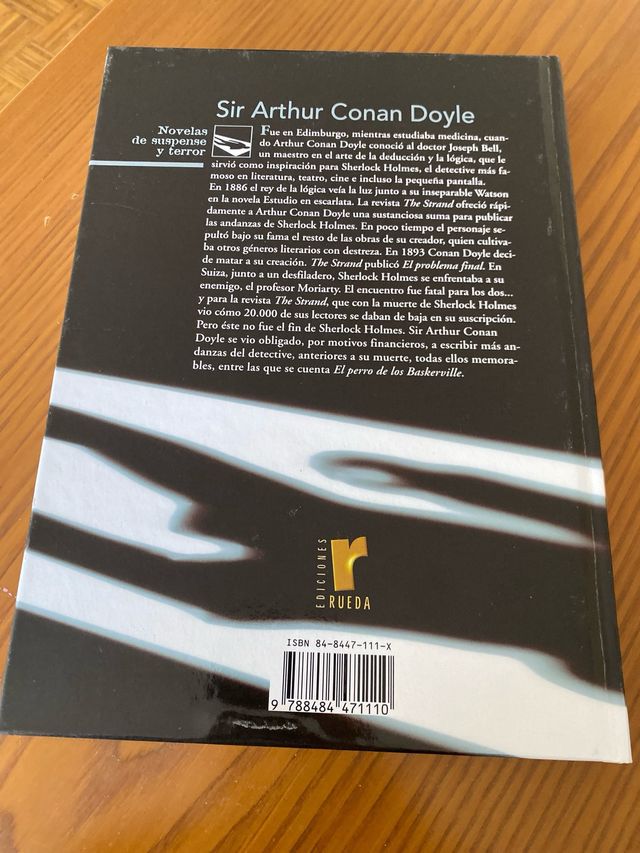 Sir Arthur Conan Doyle
Novelas
de suspense
y terror
Fue en Edimburgo, mientras estudiaba medicina, cuan-
do Arthur Conan Doyle conoció al doctor Joseph Bell,
un maestro en el arte de la deducción y la lógica, que le
sirvió como inspiración para Sherlock Holmes, el detective más fa-
moso en literatura, teatro, cine e incluso la pequeña pantalla.
En 1886 el rey de la lógica veía la luz junto a su inseparable Watson
en la novela Estudio en escarlata. La revista The Strand ofreció rápi-
damente a Arthur Conan Doyle una sustanciosa suma para publicar
las andanzas de Sherlock Holmes. En poco tiempo el personaje se-
pultó bajo su fama el resto de las obras de su creador, quien cultiva-
ba otros géneros literarios con destreza. En 1893 Conan Doyle deci-
de matar a su creación. The Strand publicó El problema final. En
Suiza, junto a un desfiladero, Sherlock Holmes se enfrentaba a su
enemigo, el profesor Moriarty. El encuentro fue fatal para los dos...
y para la revista The Strand, que con la muerte de Sherlock Holmes
vio cómo 20.000 de sus lectores se daban de baja en su suscripción.
Pero éste no fue el fin de Sherlock Holmes. Sir Arthur Conan
Doyle se vio obligado, por motivos financieros, a escribir más an-
danzas del detective, anteriores a su muerte, todas ellos memora-
bles, entre las que se cuenta El perro de los Baskerville.
EDICIONES
r
RUEDA
ISBN 84-8447-111-X
9 788484 471110